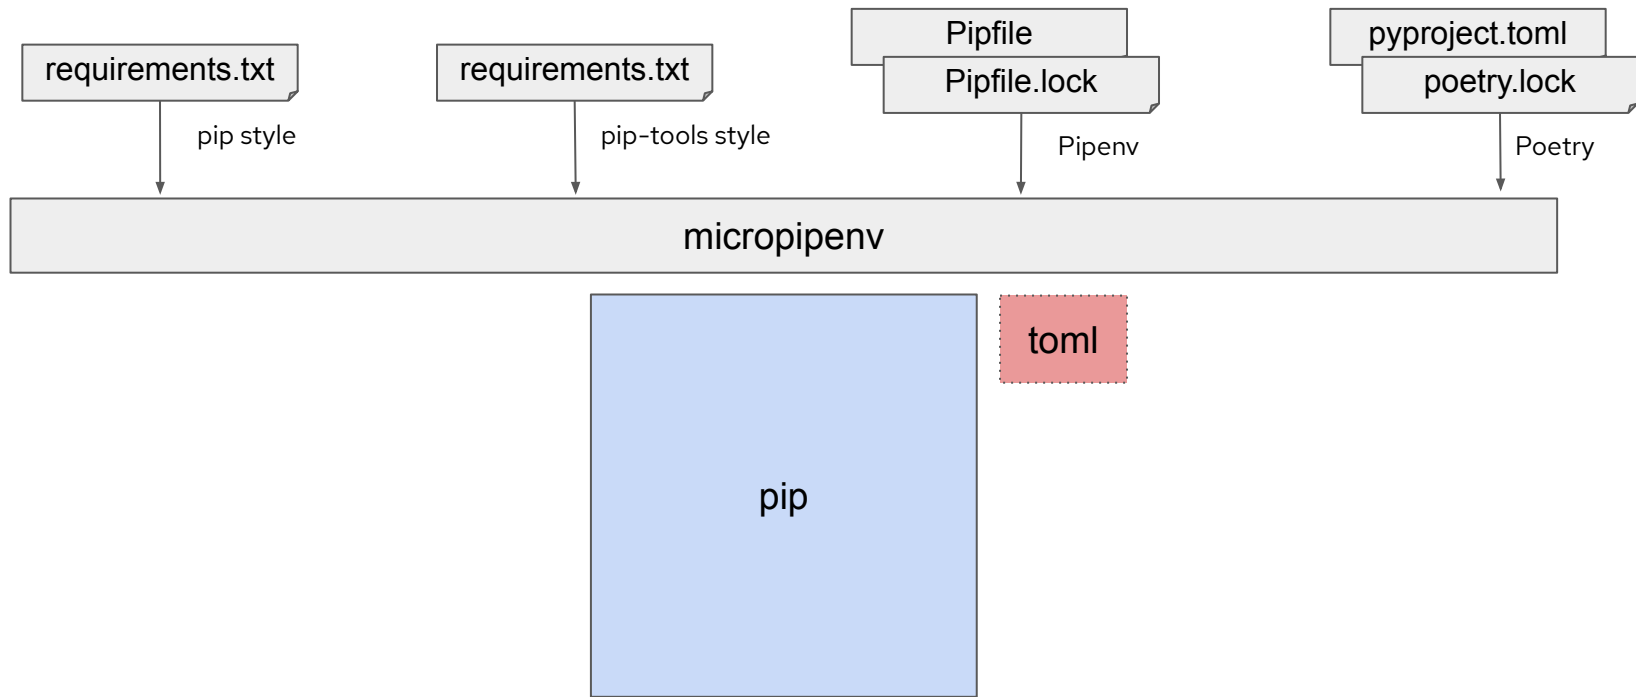 requirements.txt
pip style
requirements.txt
pip-tools style
Pipfile
Pipfile.lock
Pipenv
pyproject.toml
poetry.lock
Poetry
micropipenv
pip
toml